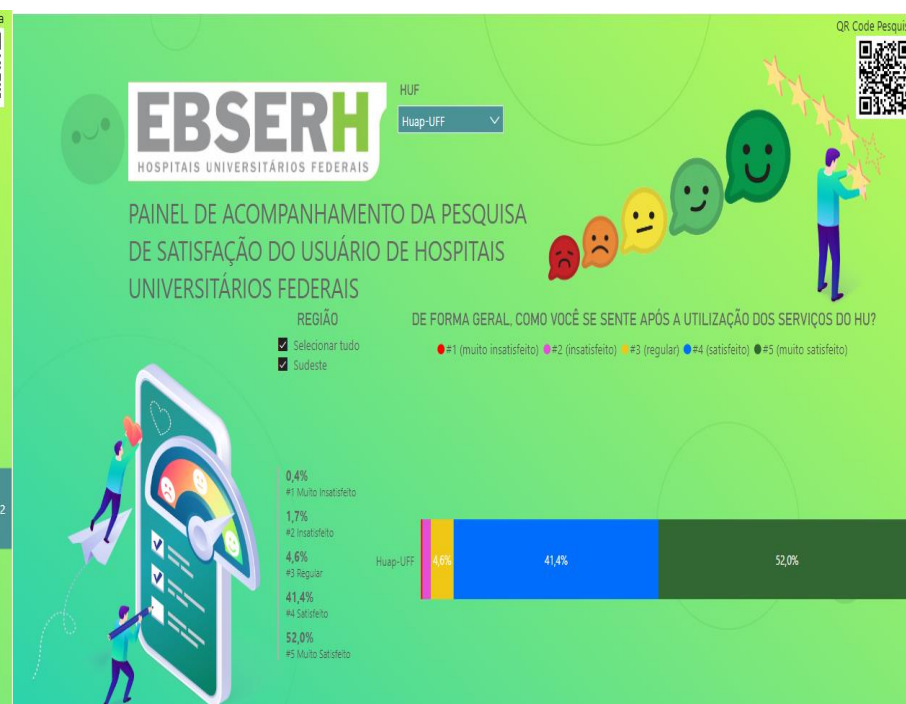 a
QR Code Pesquis
HUF
EBSERH
HOSPITAIS UNIVERSITÁRIOS FEDERAIS
Huap-UFF
PAINEL DE ACOMPANHAMENTO DA PESQUISA
DE SATISFAÇÃO DO USUÁRIO DE HOSPITAIS
UNIVERSITÁRIOS FEDERAIS
REGIÃO
Selecionar tudo
Sudeste
DE FORMA GERAL, COMO VOCÊ SE SENTE APÓS A UTILIZAÇÃO DOS SERVIÇOS DO HU?
#1 (muito insatisfeito) #2 (insatisfeito) #3 (regular) #4 (satisfeito) #5 (muito satisfeito)
0,4%
#1 Muito Insatisfeito
1,7%
#2 Insatisfeito
4,6%
#3 Regular
41,4%
#4 Satisfeito
52,0%
#5 Muito Satisfeito
Huap-UFF 4,6% 41,4% 52,0%
2